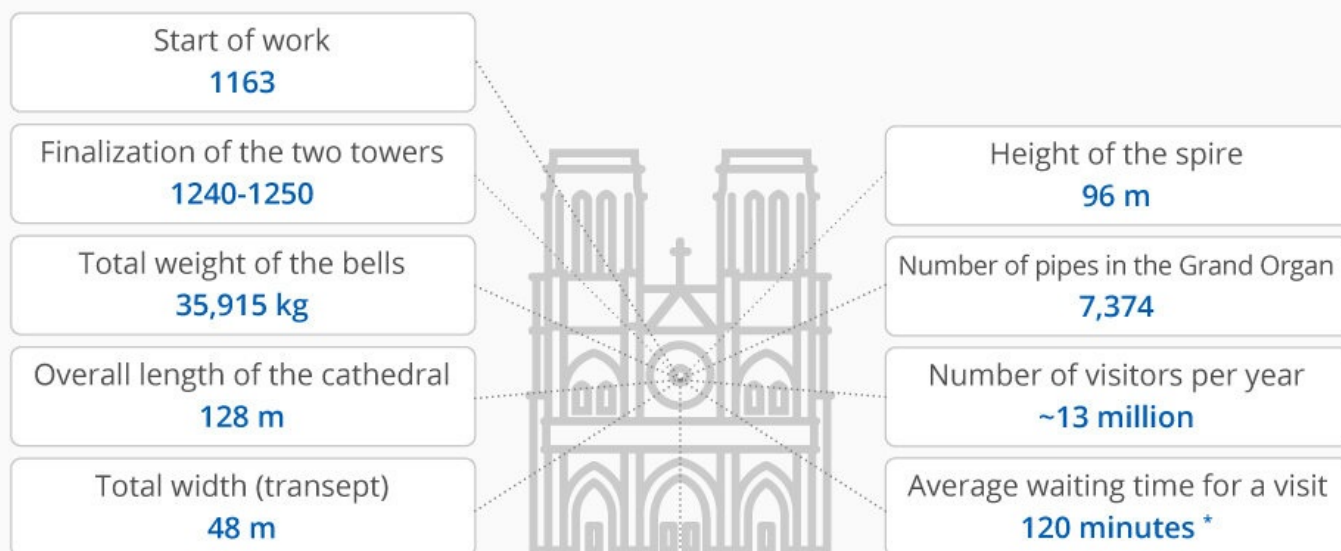 Start of work
1163
Finalization of the two towers
1240-1250
Total weight of the bells
35,915 kg
Overall length of the cathedral
128 m
Total width (transept)
48 m
Height of the spire
96 m
Number of pipes in the Grand Organ
7,374
Number of visitors per year
~13 million
Average waiting time for a visit
120 minutes *